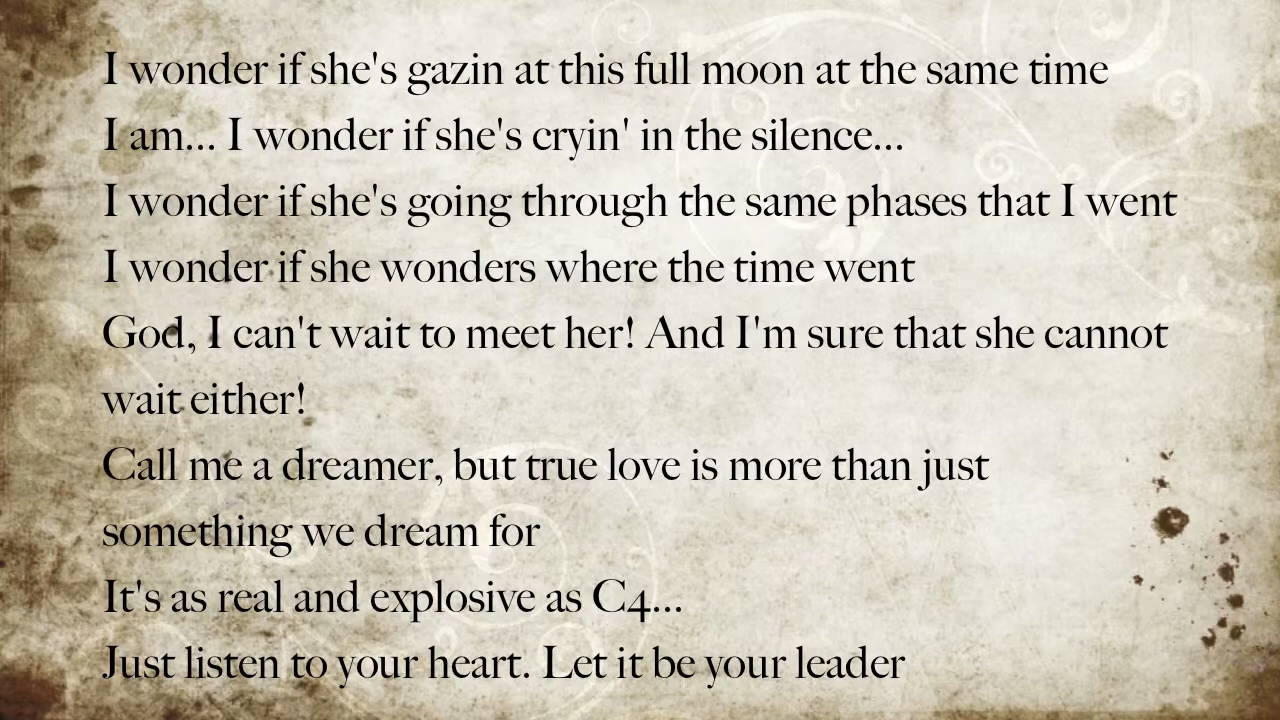 I wonder if she's gazin at this full moon at the same time
I am... I wonder if she's cryin' in the silence...
I wonder if she's going through the same phases that I went
I wonder if she wonders where the time went
God, I can't wait to meet her! And I'm sure that she cannot
wait either!
Call me a dreamer, but true love is more than just
something we dream for
It's as real and explosive as C4...
Just listen to your heart. Let it be your leader